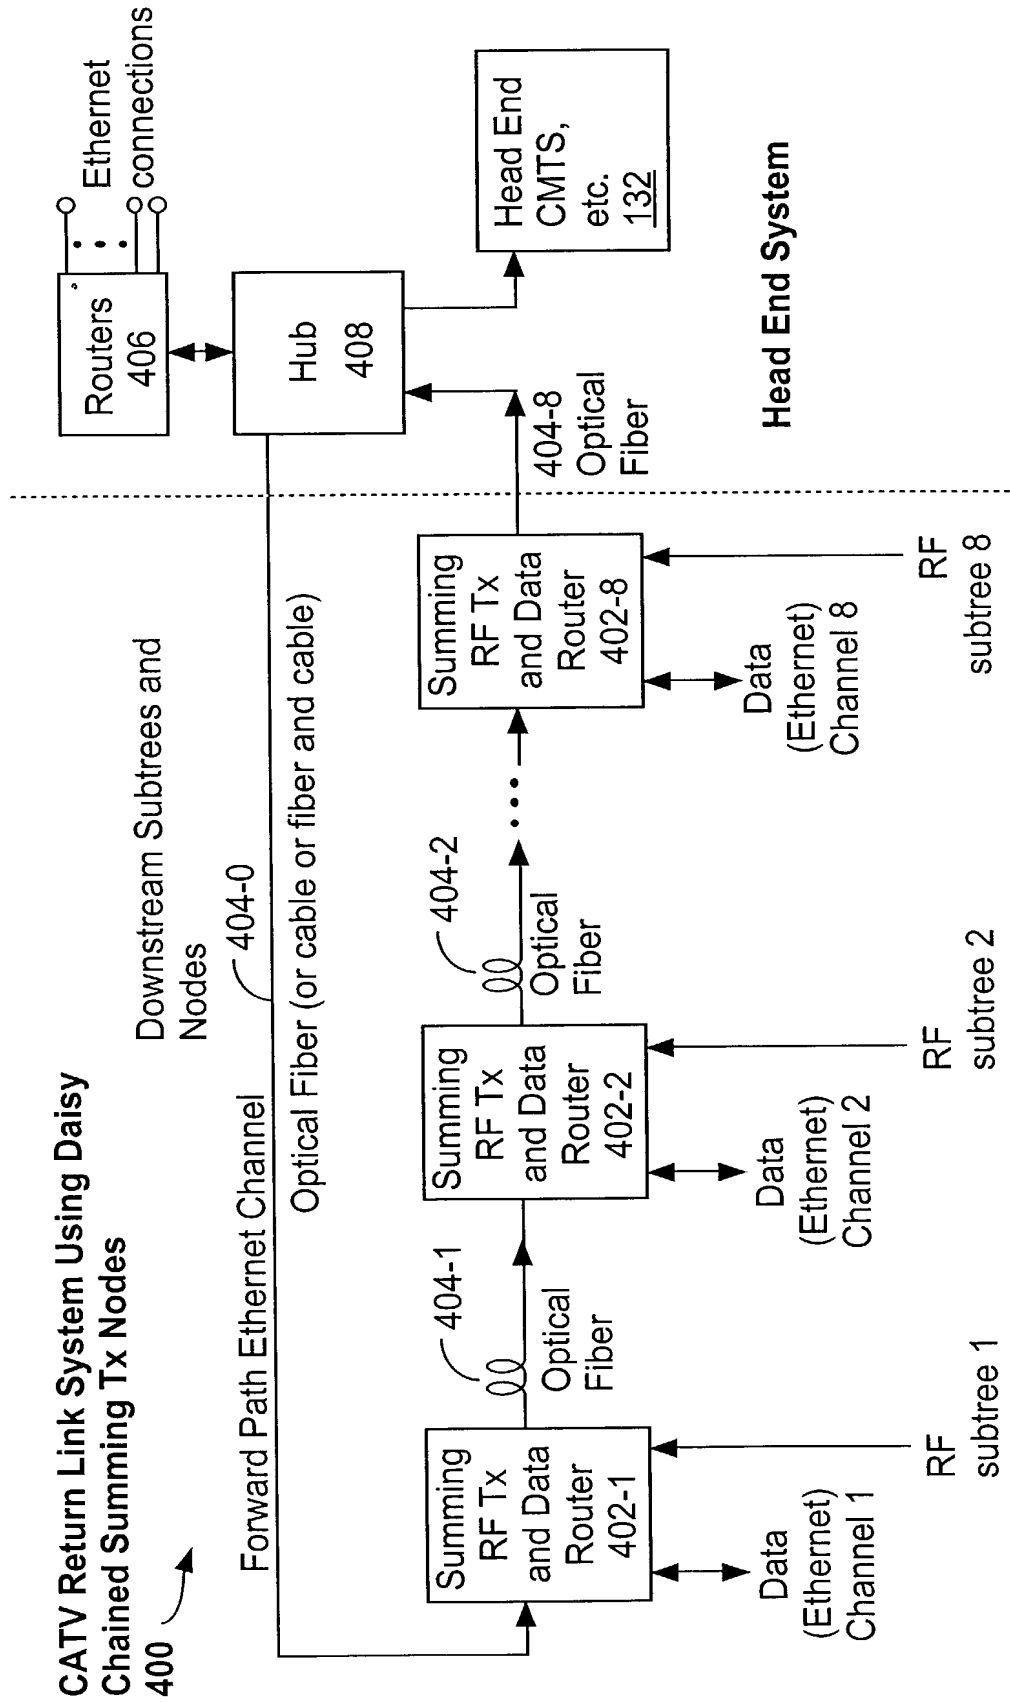 CATV Return Link System Using Daisy
Chained Summing Tx Nodes
400
Downstream Subtrees and
Nodes
Forward Path Ethernet Channel
404-0
Optical Fiber (or cable or fiber and cable)
Routers
406
Ethernet
connections
Hub
408
Head End
CMTS,
etc.
132
Head End System
Summing
RF Tx
and Data
Router
402-1
404-1
Optical
Fiber
Summing
RF Tx
and Data
Router
402-2
404-2
Optical
Fiber
Summing
RF Tx
and Data
Router
402-8
404-8
Optical
Fiber
Data
(Ethernet)
Channel 1
RF
subtree 1
Data
(Ethernet)
Channel 2
RF
subtree 2
Data
(Ethernet)
Channel 8
RF
subtree 8